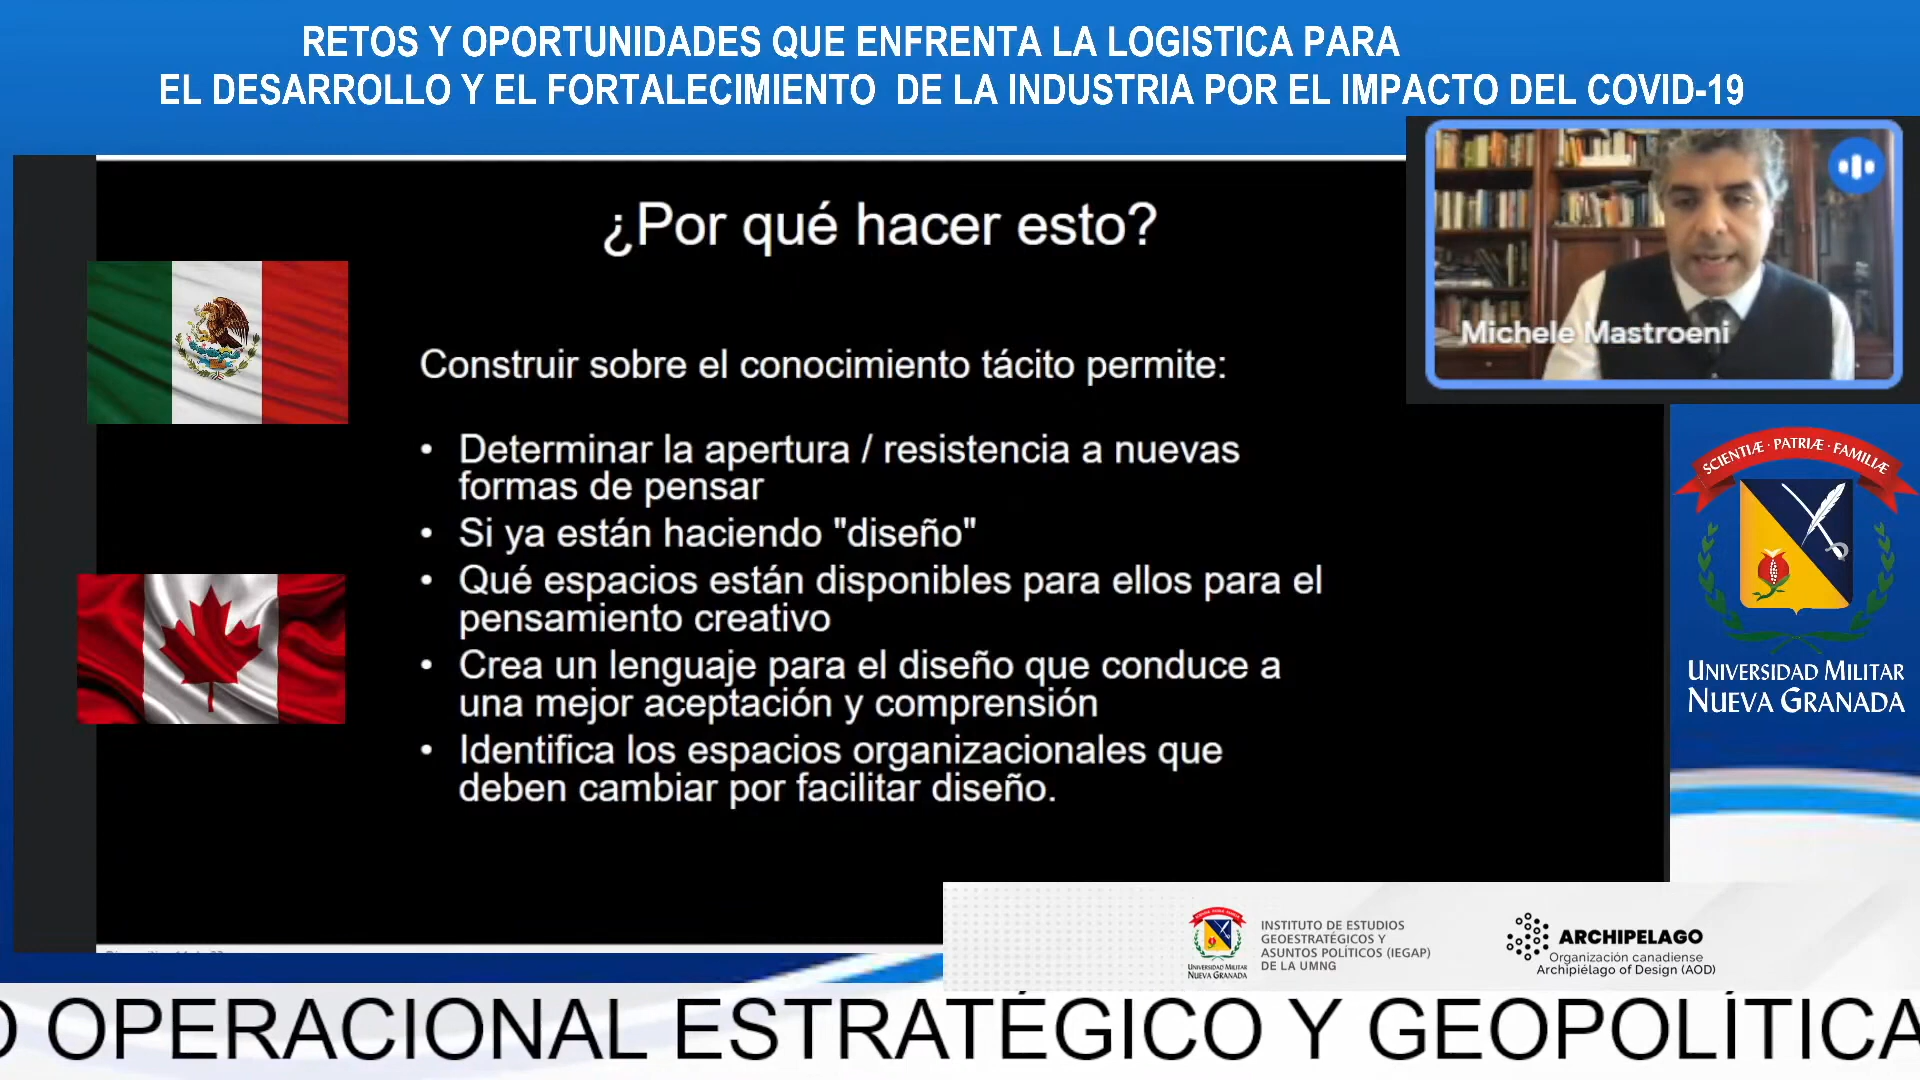 RETOS Y OPORTUNIDADES QUE ENFRENTA LA LOGISTICA PARA
EL DESARROLLO Y EL FORTALECIMIENTO DE LA INDUSTRIA POR EL IMPACTO DEL COVID-19
¿Por qué hacer esto?
Construir sobre el conocimiento tácito permite:
• Determinar la apertura / resistencia a nuevas
formas de pensar
• Si ya están haciendo "diseño"
• Qué espacios están disponibles para ellos para el
pensamiento creativo
• Crea un lenguaje para el diseño que conduce a
una mejor aceptación y comprensión
• Identifica los espacios organizacionales que
deben cambiar por facilitar diseño.
Michele Mastroeni
SCIENTIÆ · PATRIÆ · FAMILIÆ
UNIVERSIDAD MILITAR
NUEVA GRANADA
UNIVERSIDAD MILITAR
NUEVA GRANADA
INSTITUTO DE ESTUDIOS
GEOESTRATÉGICOS Y
ASUNTOS POLÍTICOS (IEGAP)
DE LA UMNG
ARCHIPELAGO
Organización canadiense
Archipiélago of Design (AOD)
O OPERACIONAL ESTRATÉGICO Y GEOPOLÍTICA